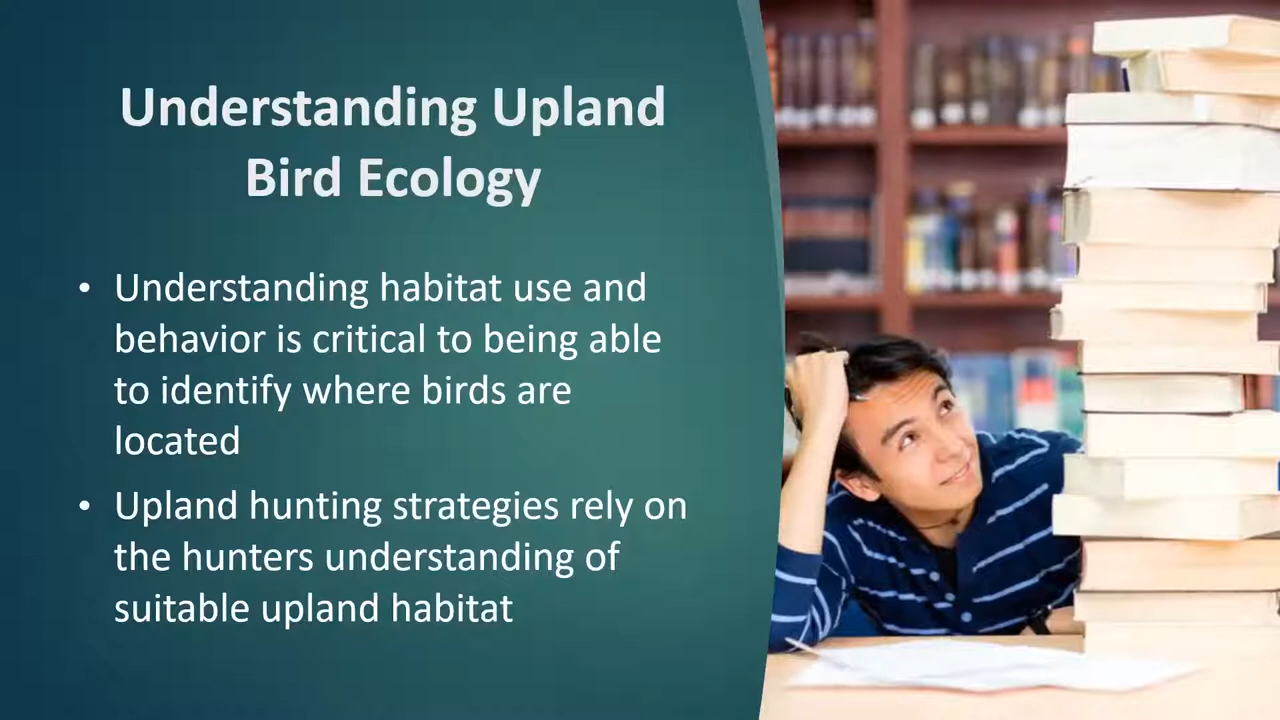 Understanding Upland
Bird Ecology
• Understanding habitat use and
behavior is critical to being able
to identify where birds are
located
• Upland hunting strategies rely on
the hunters understanding of
suitable upland habitat